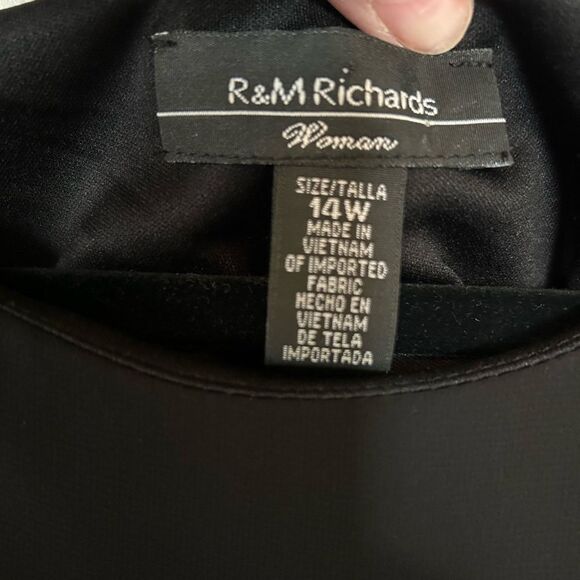 R&M Richards
Woman
SIZE/TALLA
14W
MADE IN
VIETNAM
OF IMPORTED
FABRIC
HECHO EN
VIETNAM
DE TELA
IMPORTADA